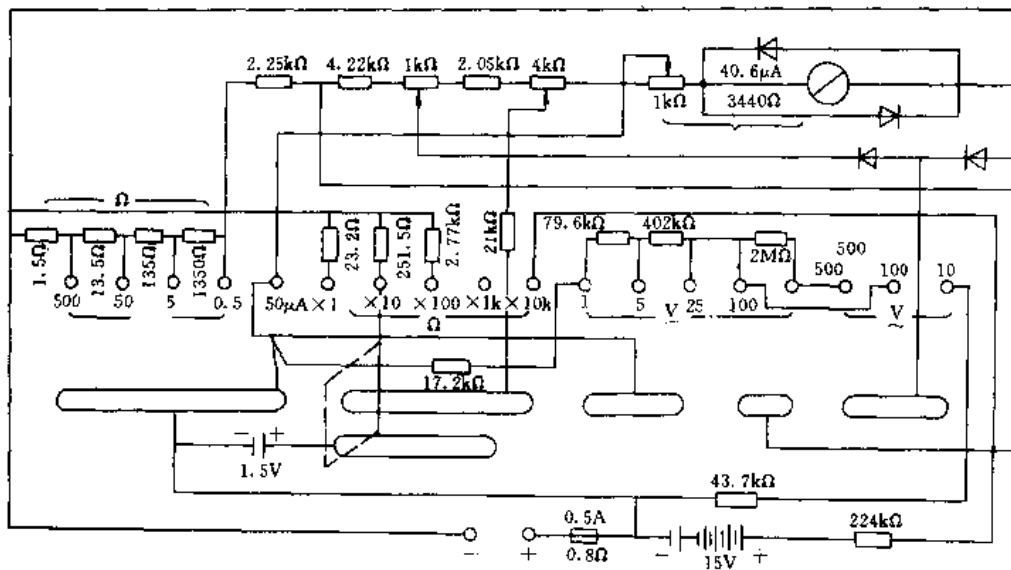 2.25kΩ 4.22kΩ 1kΩ 2.05kΩ 4kΩ
40.6μA
1kΩ 3440Ω
Ω
1.5Ω 13.5Ω 135Ω 1350Ω
23.2Ω 251.5Ω 2.77kΩ 21kΩ
79.6kΩ 402kΩ 2MΩ
500
500 50 5 0.5 50μA ×1 ×10 ×100 ×1k ×10k 1 5 25 100 500 100 10
Ω V V
~
17.2kΩ
- +
1.5V
43.7kΩ
0.5A
224kΩ
- + 0.8Ω - 15V +